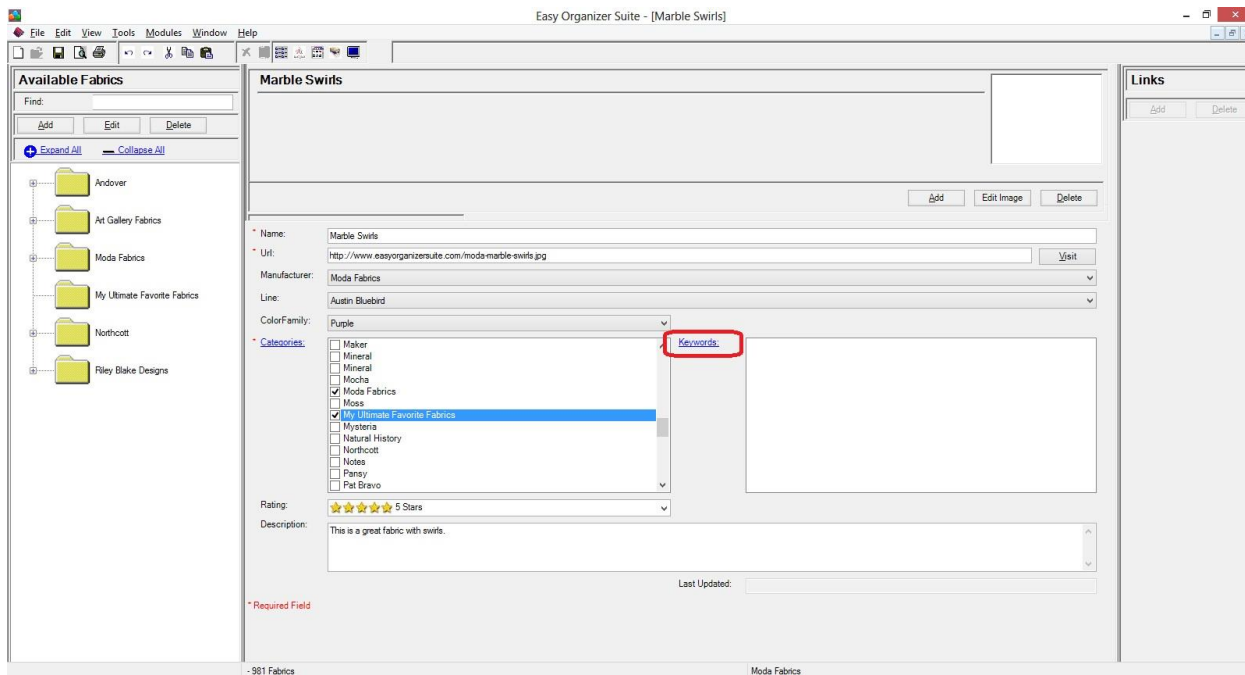 Easy Organizer Suite - [Marble Swirls]
File Edit View Tools Modules Window Help
Available Fabrics
Find:
Add Edit Delete
Expand All Collapse All
Andover
Art Gallery Fabrics
Moda Fabrics
My Ultimate Favorite Fabrics
Northcott
Riley Blake Designs
Marble Swirls
Add Edit Image Delete
* Name: Marble Swirls
* Url: http://www.easyorganizersuite.com/moda-marble-swirls.jpg Visit
Manufacturer: Moda Fabrics
Line: Austin Bluebird
ColorFamily: Purple
* Categories:
Maker
Mineral
Mineral
Mocha
Moda Fabrics
Moss
My Ultimate Favorite Fabrics
Mysteria
Natural History
Northcott
Notes
Pansy
Pat Bravo
Keywords:
Rating: 5 Stars
Description: This is a great fabric with swirls.
Last Updated:
* Required Field
Links
Add Delete
- 981 Fabrics Moda Fabrics